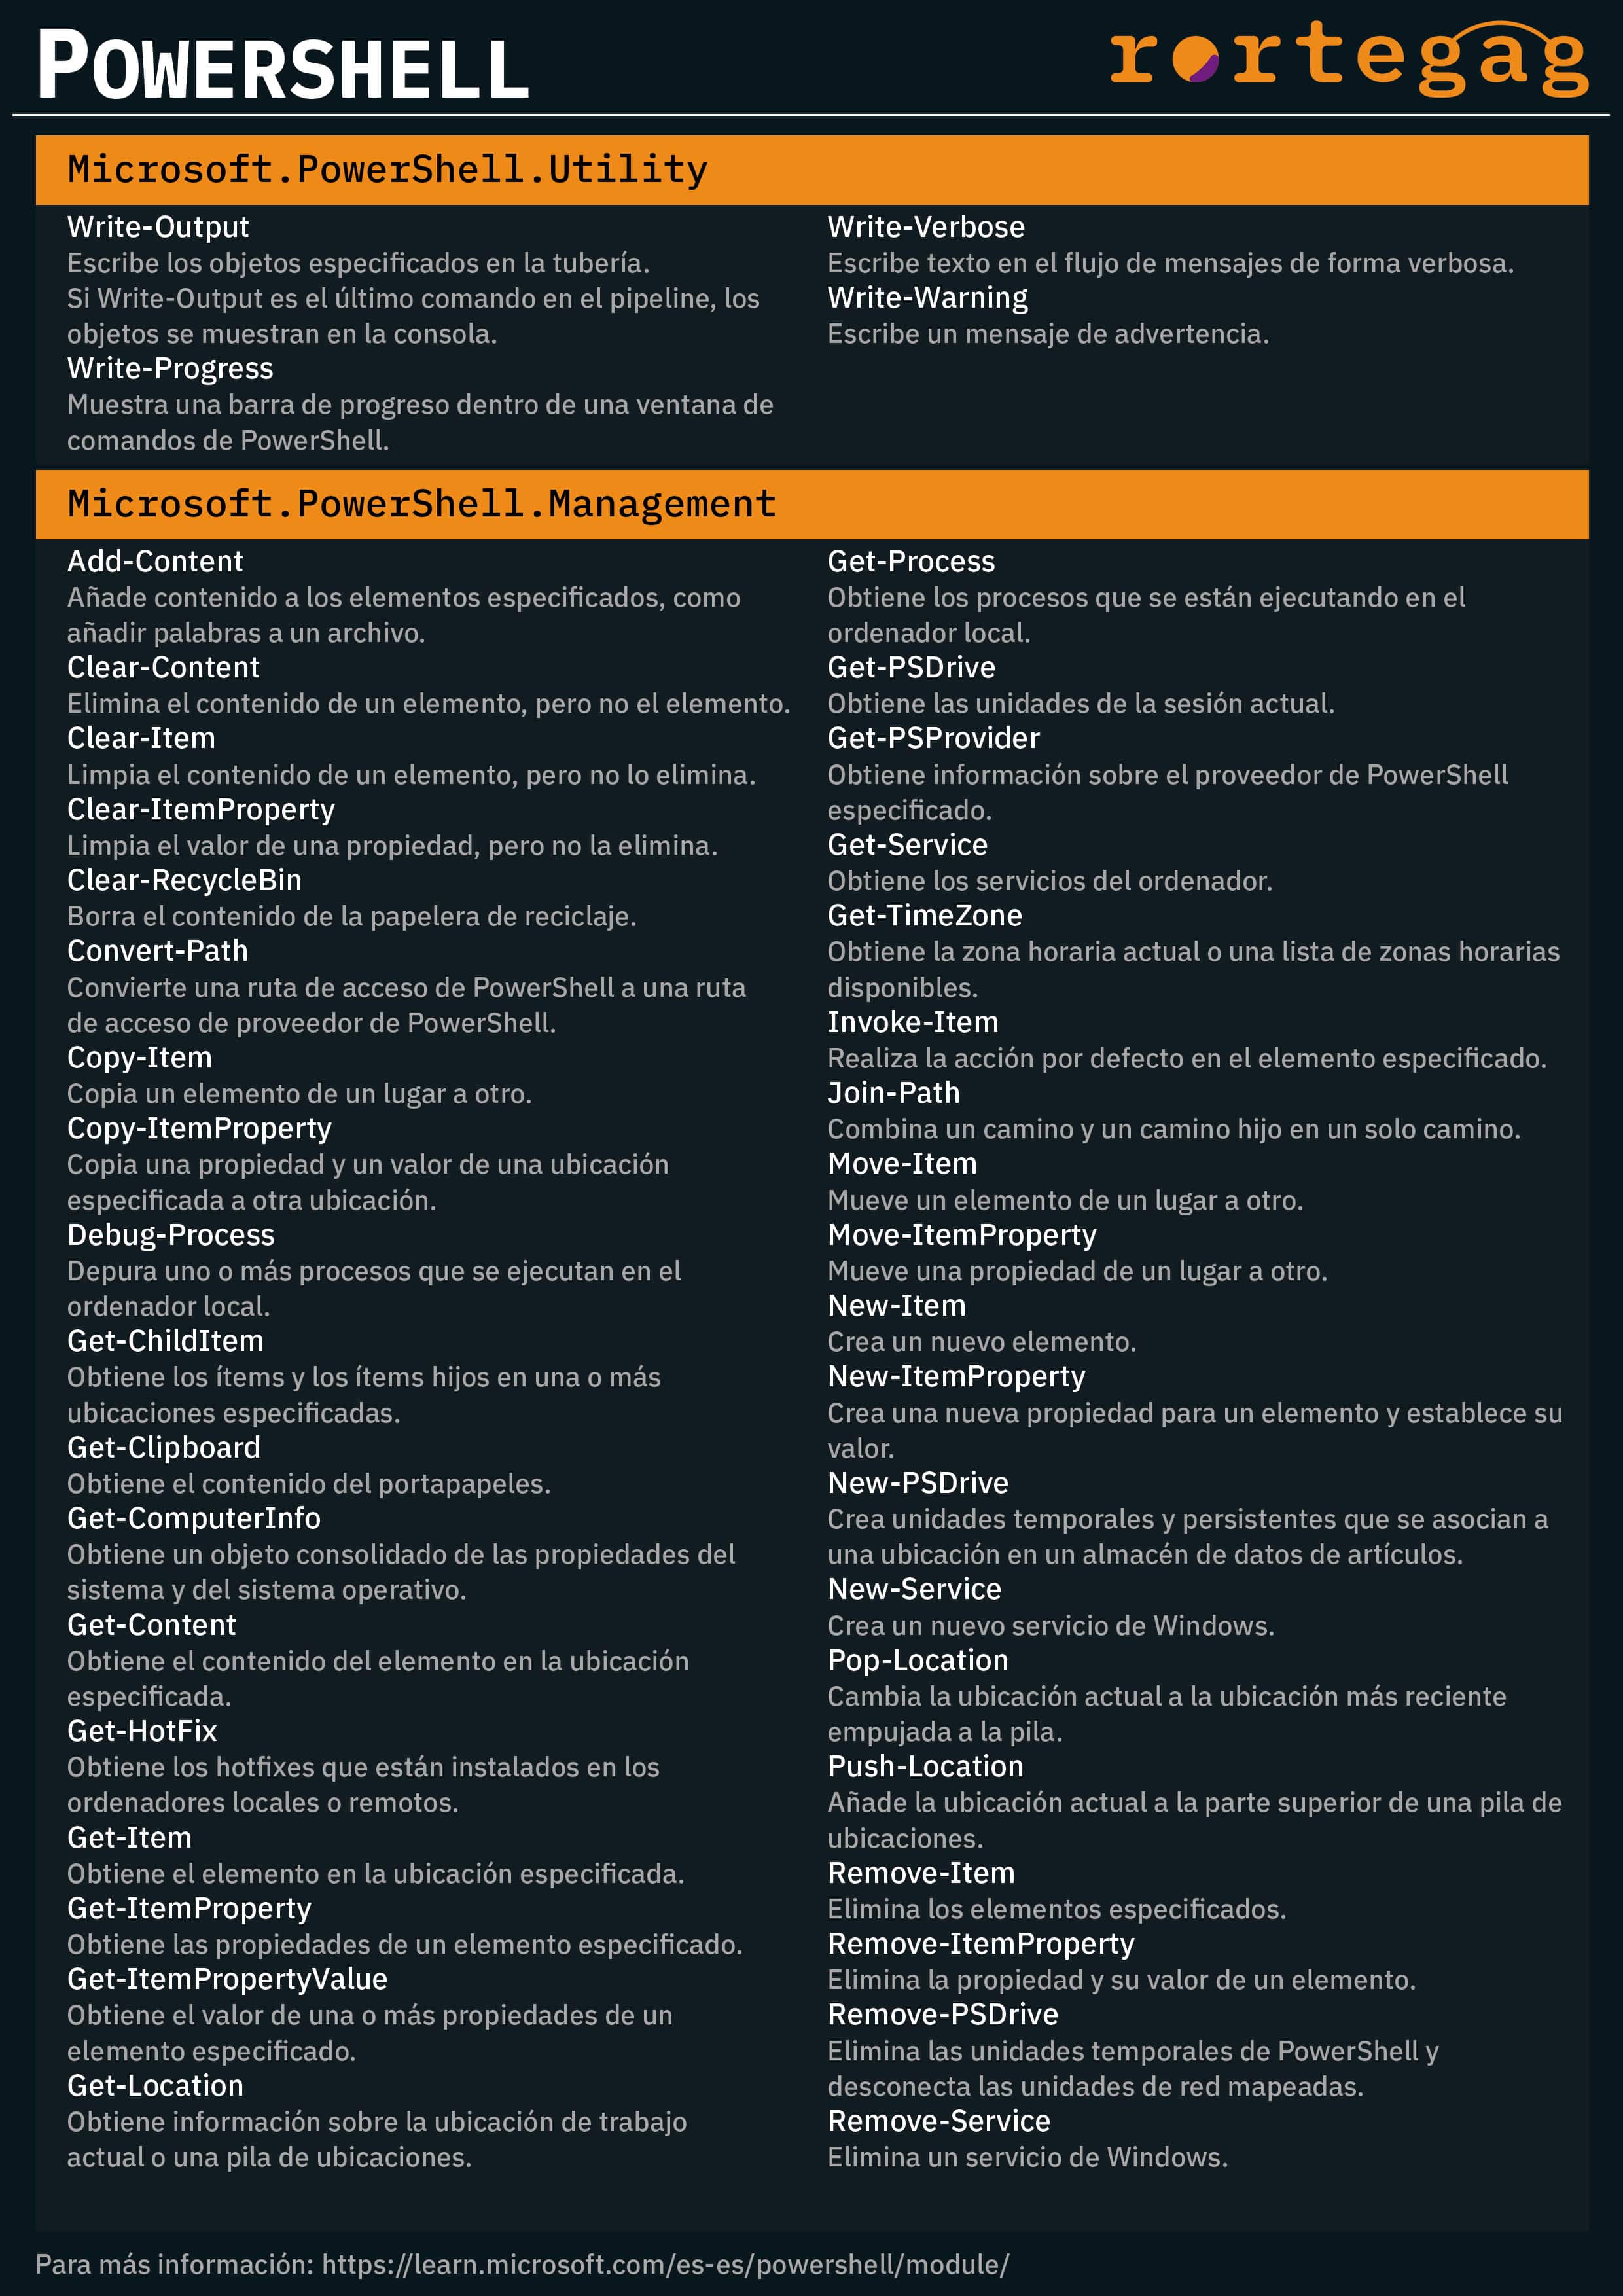 POWERSHELL
rortegag
Microsoft.PowerShell.Utility
Write-Output
Escribe los objetos especificados en la tubería.
Si Write-Output es el último comando en el pipeline, los
objetos se muestran en la consola.
Write-Progress
Muestra una barra de progreso dentro de una ventana de
comandos de PowerShell.
Write-Verbose
Escribe texto en el flujo de mensajes de forma verbosa.
Write-Warning
Escribe un mensaje de advertencia.
Microsoft.PowerShell.Management
Add-Content
Añade contenido a los elementos especificados, como
añadir palabras a un archivo.
Clear-Content
Elimina el contenido de un elemento, pero no el elemento.
Clear-Item
Limpia el contenido de un elemento, pero no lo elimina.
Clear-ItemProperty
Limpia el valor de una propiedad, pero no la elimina.
Clear-RecycleBin
Borra el contenido de la papelera de reciclaje.
Convert-Path
Convierte una ruta de acceso de PowerShell a una ruta
de acceso de proveedor de PowerShell.
Copy-Item
Copia un elemento de un lugar a otro.
Copy-ItemProperty
Copia una propiedad y un valor de una ubicación
especificada a otra ubicación.
Debug-Process
Depura uno o más procesos que se ejecutan en el
ordenador local.
Get-ChildItem
Obtiene los ítems y los ítems hijos en una o más
ubicaciones especificadas.
Get-Clipboard
Obtiene el contenido del portapapeles.
Get-ComputerInfo
Obtiene un objeto consolidado de las propiedades del
sistema y del sistema operativo.
Get-Content
Obtiene el contenido del elemento en la ubicación
especificada.
Get-HotFix
Obtiene los hotfixes que están instalados en los
ordenadores locales o remotos.
Get-Item
Obtiene el elemento en la ubicación especificada.
Get-ItemProperty
Obtiene las propiedades de un elemento especificado.
Get-ItemPropertyValue
Obtiene el valor de una o más propiedades de un
elemento especificado.
Get-Location
Obtiene información sobre la ubicación de trabajo
actual o una pila de ubicaciones.
Get-Process
Obtiene los procesos que se están ejecutando en el
ordenador local.
Get-PSDrive
Obtiene las unidades de la sesión actual.
Get-PSProvider
Obtiene información sobre el proveedor de PowerShell
especificado.
Get-Service
Obtiene los servicios del ordenador.
Get-TimeZone
Obtiene la zona horaria actual o una lista de zonas horarias
disponibles.
Invoke-Item
Realiza la acción por defecto en el elemento especificado.
Join-Path
Combina un camino y un camino hijo en un solo camino.
Move-Item
Mueve un elemento de un lugar a otro.
Move-ItemProperty
Mueve una propiedad de un lugar a otro.
New-Item
Crea un nuevo elemento.
New-ItemProperty
Crea una nueva propiedad para un elemento y establece su
valor.
New-PSDrive
Crea unidades temporales y persistentes que se asocian a
una ubicación en un almacén de datos de artículos.
New-Service
Crea un nuevo servicio de Windows.
Pop-Location
Cambia la ubicación actual a la ubicación más reciente
empujada a la pila.
Push-Location
Añade la ubicación actual a la parte superior de una pila de
ubicaciones.
Remove-Item
Elimina los elementos especificados.
Remove-ItemProperty
Elimina la propiedad y su valor de un elemento.
Remove-PSDrive
Elimina las unidades temporales de PowerShell y
desconecta las unidades de red mapeadas.
Remove-Service
Elimina un servicio de Windows.
Para más información: https://learn.microsoft.com/es-es/powershell/module/